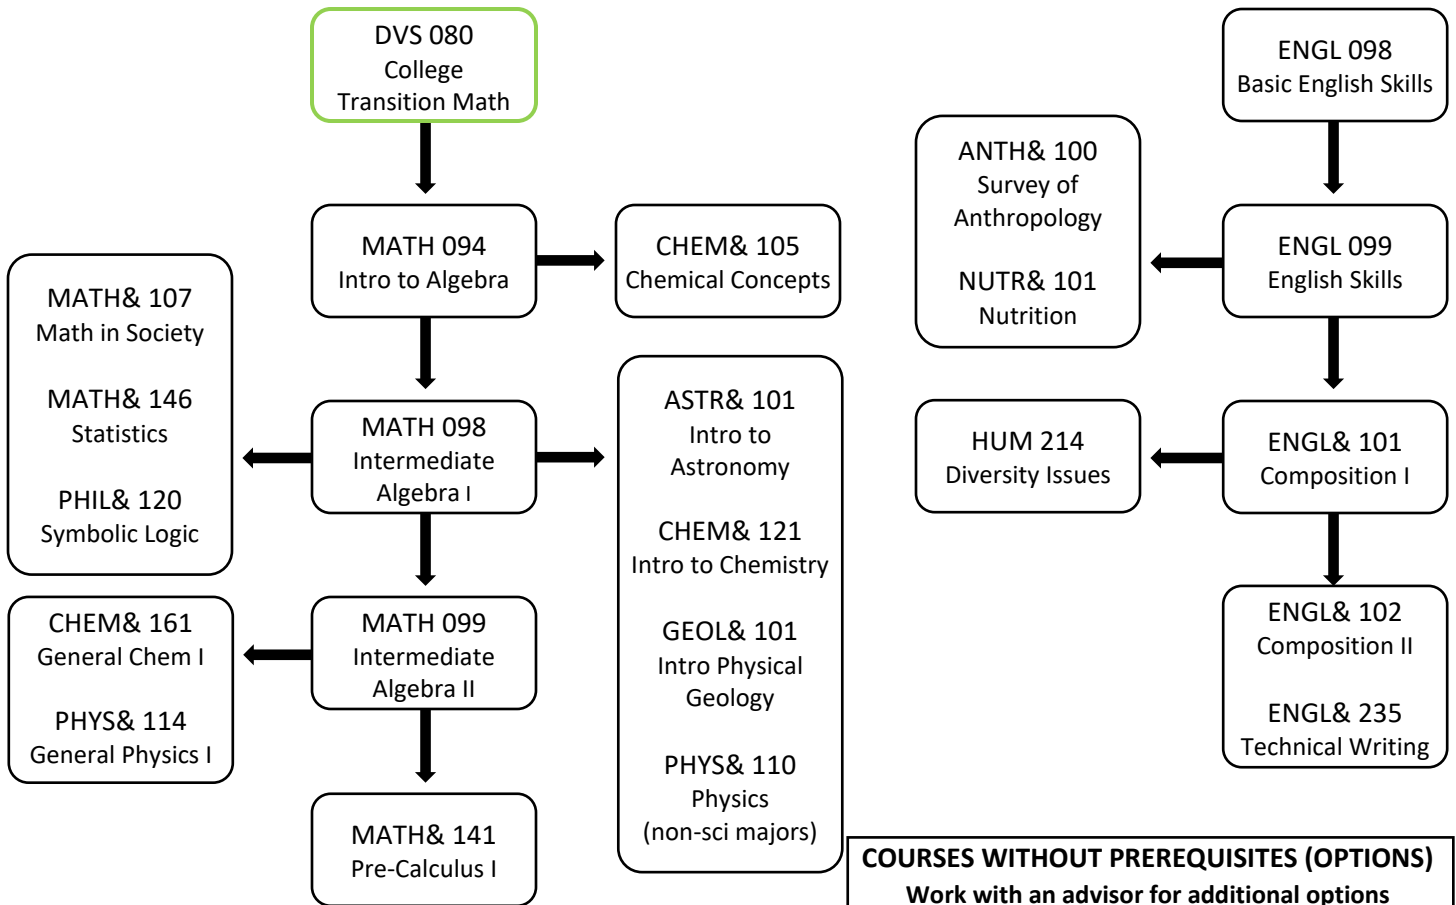 DVS 080
College
Transition Math
MATH 094
Intro to Algebra
CHEM& 105
Chemical Concepts
MATH& 107
Math in Society
MATH& 146
Statistics
PHIL& 120
Symbolic Logic
MATH 098
Intermediate
Algebra I
ASTR& 101
Intro to
Astronomy
CHEM& 121
Intro to Chemistry
GEOL& 101
Intro Physical
Geology
PHYS& 110
Physics
(non-sci majors)
CHEM& 161
General Chem I
PHYS& 114
General Physics I
MATH 099
Intermediate
Algebra II
MATH& 141
Pre-Calculus I
ENGL 098
Basic English Skills
ANTH& 100
Survey of
Anthropology
NUTR& 101
Nutrition
ENGL 099
English Skills
HUM 214
Diversity Issues
ENGL& 101
Composition I
ENGL& 102
Composition II
ENGL& 235
Technical Writing
COURSES WITHOUT PREREQUISITES (OPTIONS)
Work with an advisor for additional options